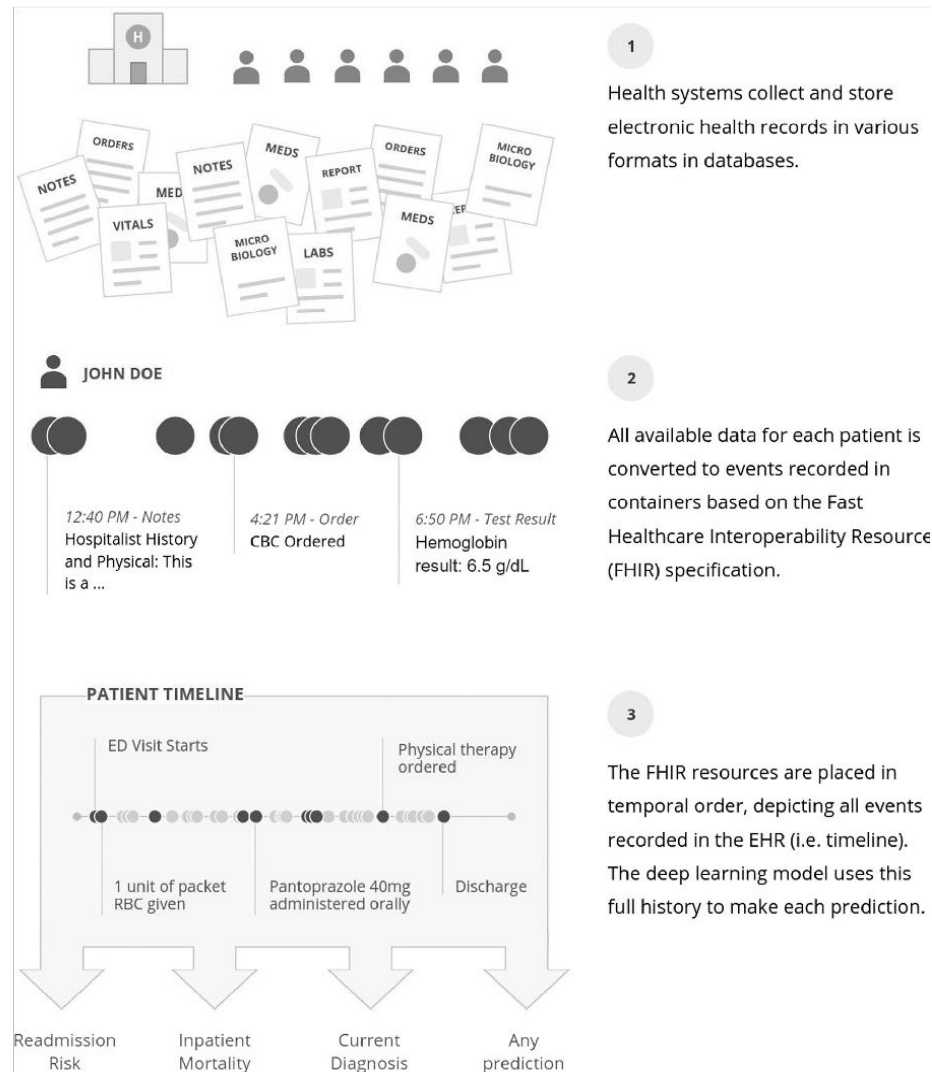 H
1
Health systems collect and store
electronic health records in various
formats in databases.
NOTES
ORDERS
VITALS
MED
NOTES
MICRO
BIOLOGY
MEDS
REPORT
LABS
ORDERS
MEDS
MICRO
BIOLOGY
JOHN DOE
12:40 PM - Notes
Hospitalist History
and Physical: This
is a ...
4:21 PM - Order
CBC Ordered
6:50 PM - Test Result
Hemoglobin
result: 6.5 g/dL
2
All available data for each patient is
converted to events recorded in
containers based on the Fast
Healthcare Interoperability Resource
(FHIR) specification.
PATIENT TIMELINE
ED Visit Starts
Physical therapy
ordered
1 unit of packet
RBC given
Pantoprazole 40mg
administered orally
Discharge
Readmission
Risk
Inpatient
Mortality
Current
Diagnosis
Any
prediction
3
The FHIR resources are placed in
temporal order, depicting all events
recorded in the EHR (i.e. timeline).
The deep learning model uses this
full history to make each prediction.